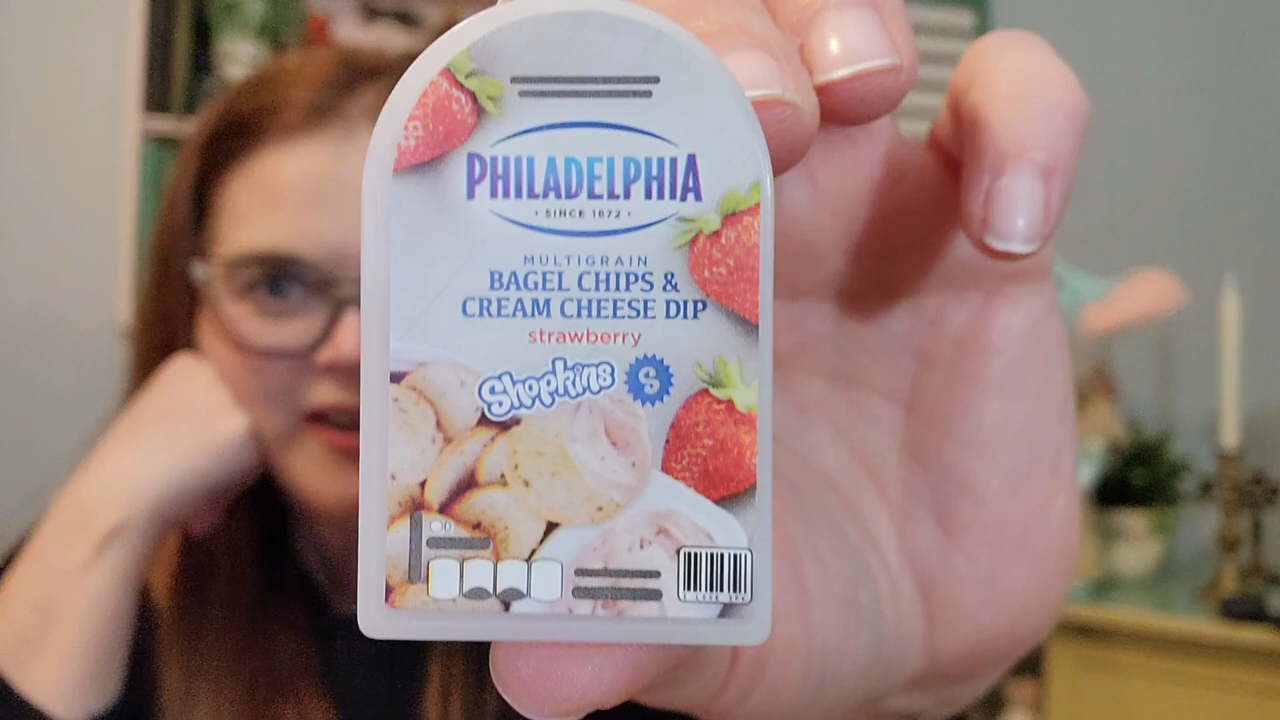 PHILADELPHIA
• SINCE 1872 •
MULTIGRAIN
BAGEL CHIPS &
CREAM CHEESE DIP
strawberry
Shopkins S